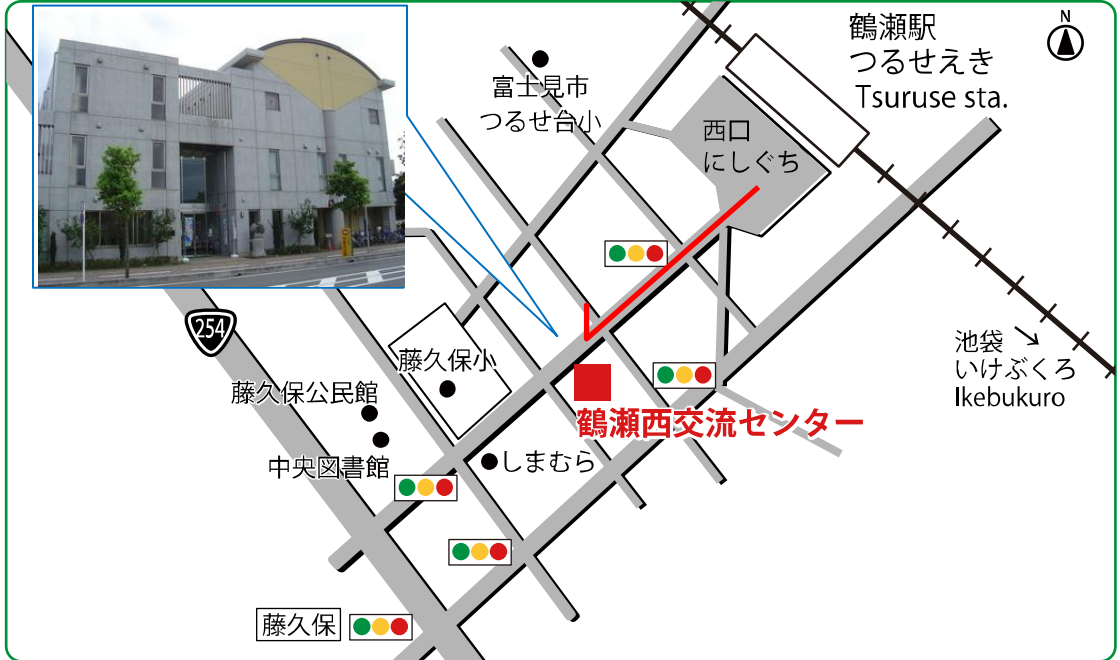 鶴瀬駅
つるせえき
Tsuruse sta.
N
富士見市
つるせ台小
西口
にしぐち
254
池袋
いけぶくろ
Ikebukuro
藤久保小
藤久保公民館
中央図書館
しまむら
鶴瀬西交流センター
藤久保